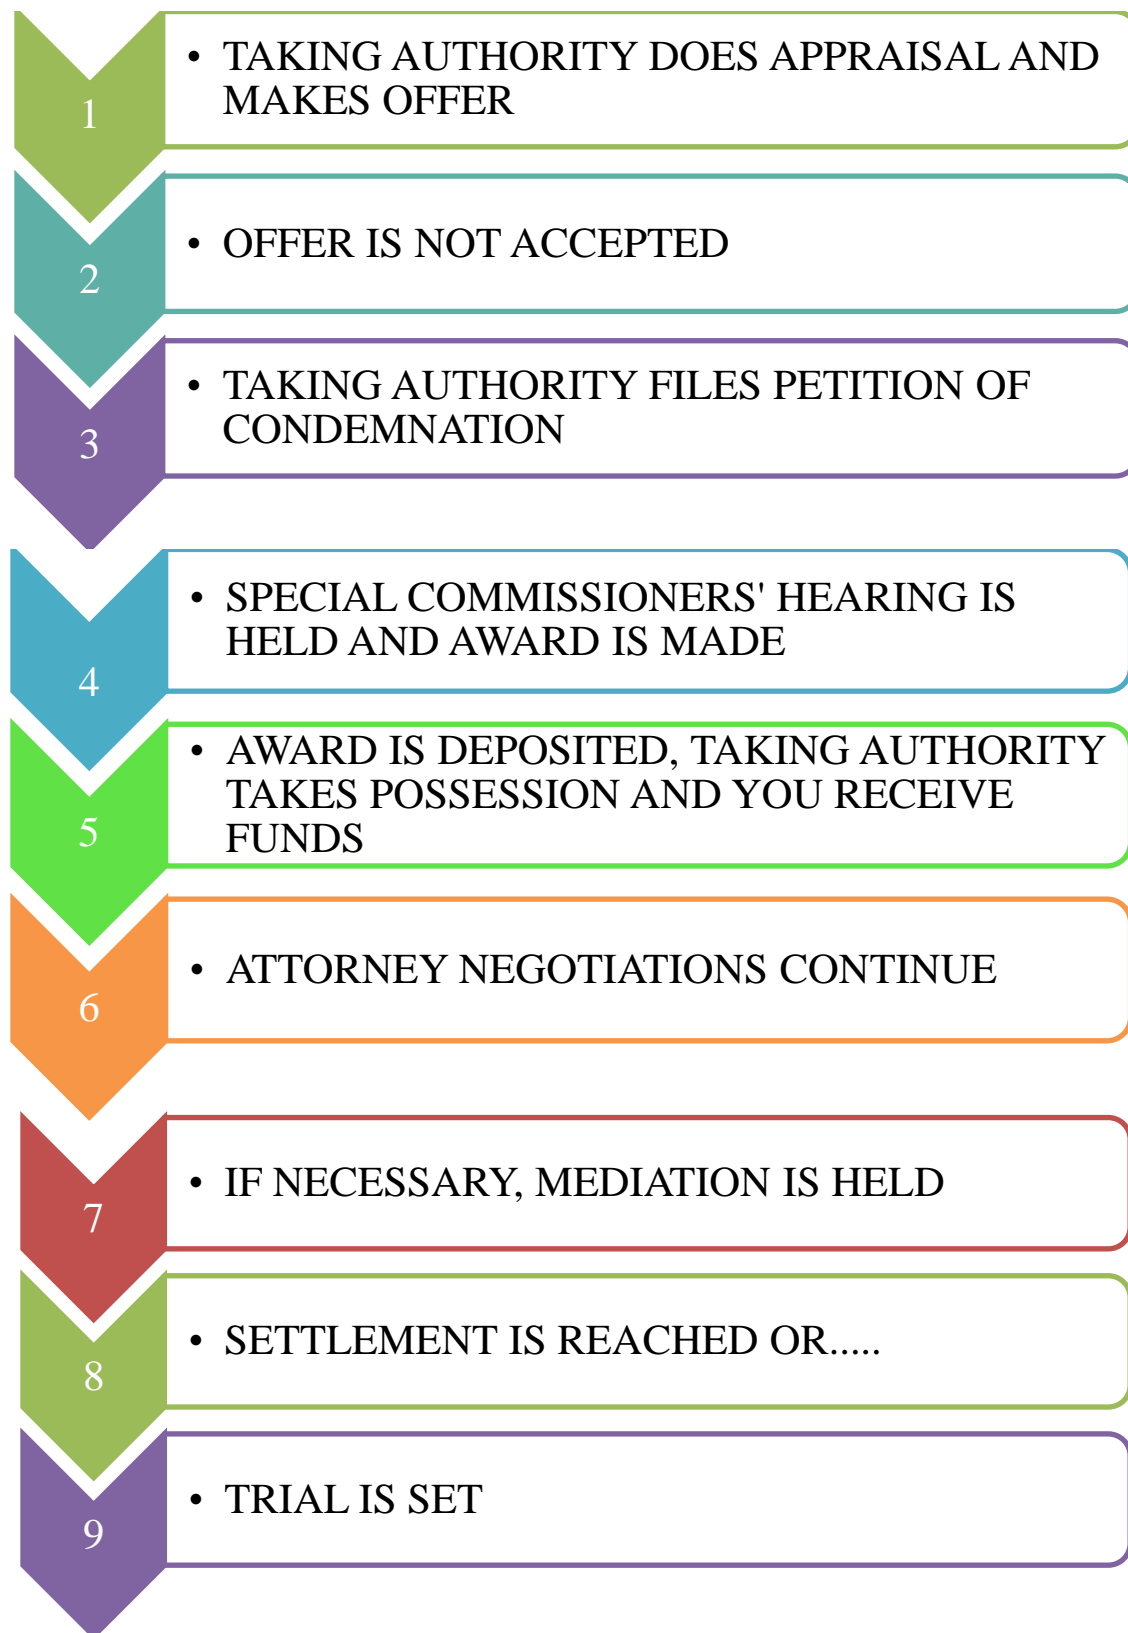 1
• TAKING AUTHORITY DOES APPRAISAL AND
MAKES OFFER
2
• OFFER IS NOT ACCEPTED
3
• TAKING AUTHORITY FILES PETITION OF
CONDEMNATION
4
• SPECIAL COMMISSIONERS' HEARING IS
HELD AND AWARD IS MADE
5
• AWARD IS DEPOSITED, TAKING AUTHORITY
TAKES POSSESSION AND YOU RECEIVE
FUNDS
6
• ATTORNEY NEGOTIATIONS CONTINUE
7
• IF NECESSARY, MEDIATION IS HELD
8
• SETTLEMENT IS REACHED OR.....
9
• TRIAL IS SET